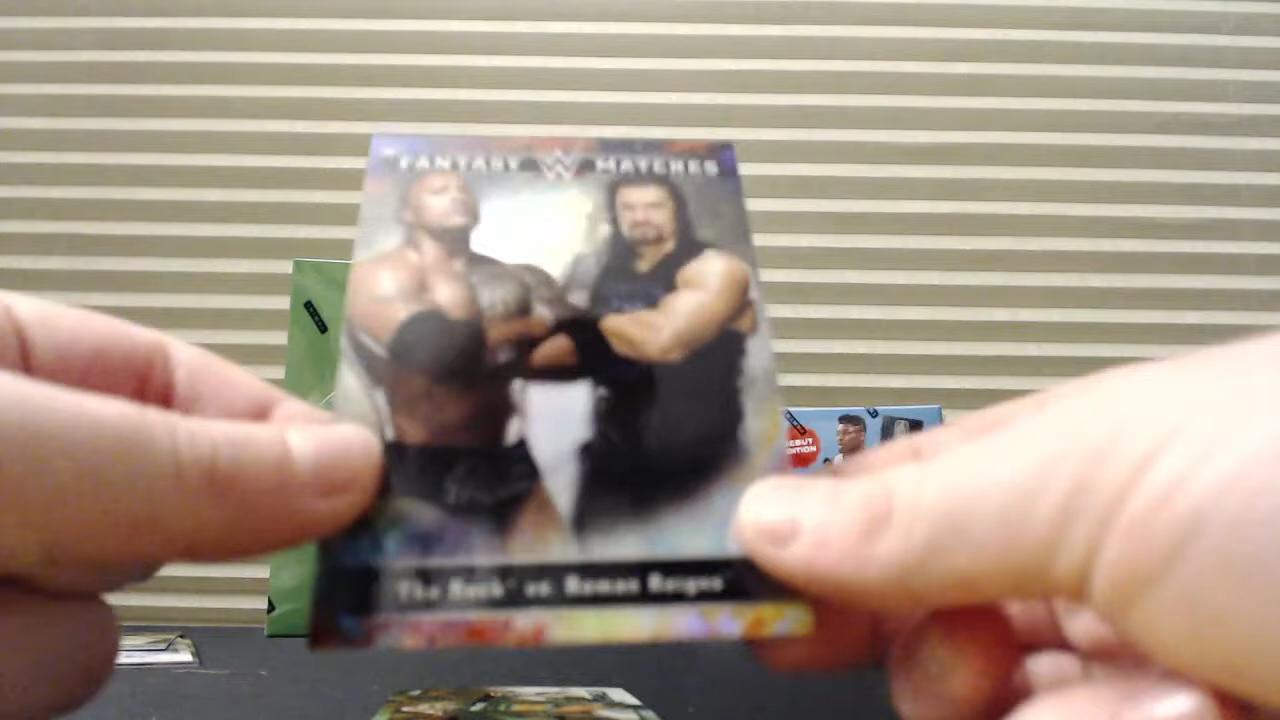 FANTASY W MATCHES
DEBUT
EDITION
The Rock vs. Roman Reigns